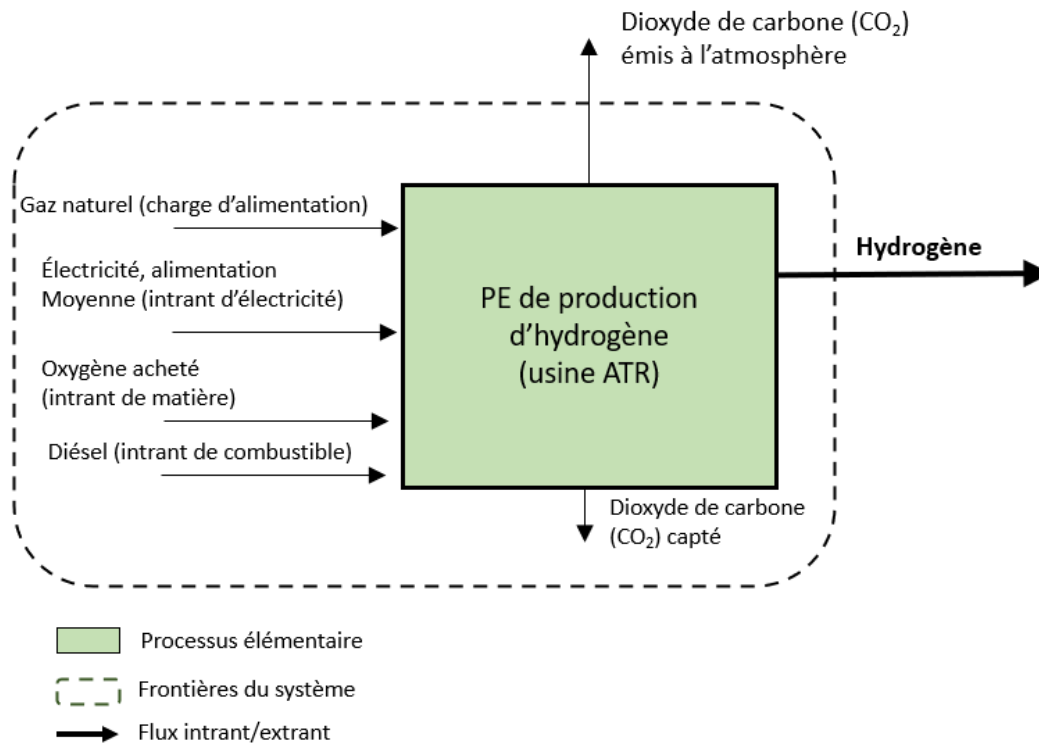 Dioxyde de carbone (CO₂)
émis à l’atmosphère
Gaz naturel (charge d’alimentation)
Hydrogène
Électricité, alimentation
Moyenne (intrant d’électricité)
PE de production
d’hydrogène
(usine ATR)
Oxygène acheté
(intrant de matière)
Diésel (intrant de combustible)
Dioxyde de carbone
(CO₂) capté
Processus élémentaire
Frontières du système
Flux intrant/extrant